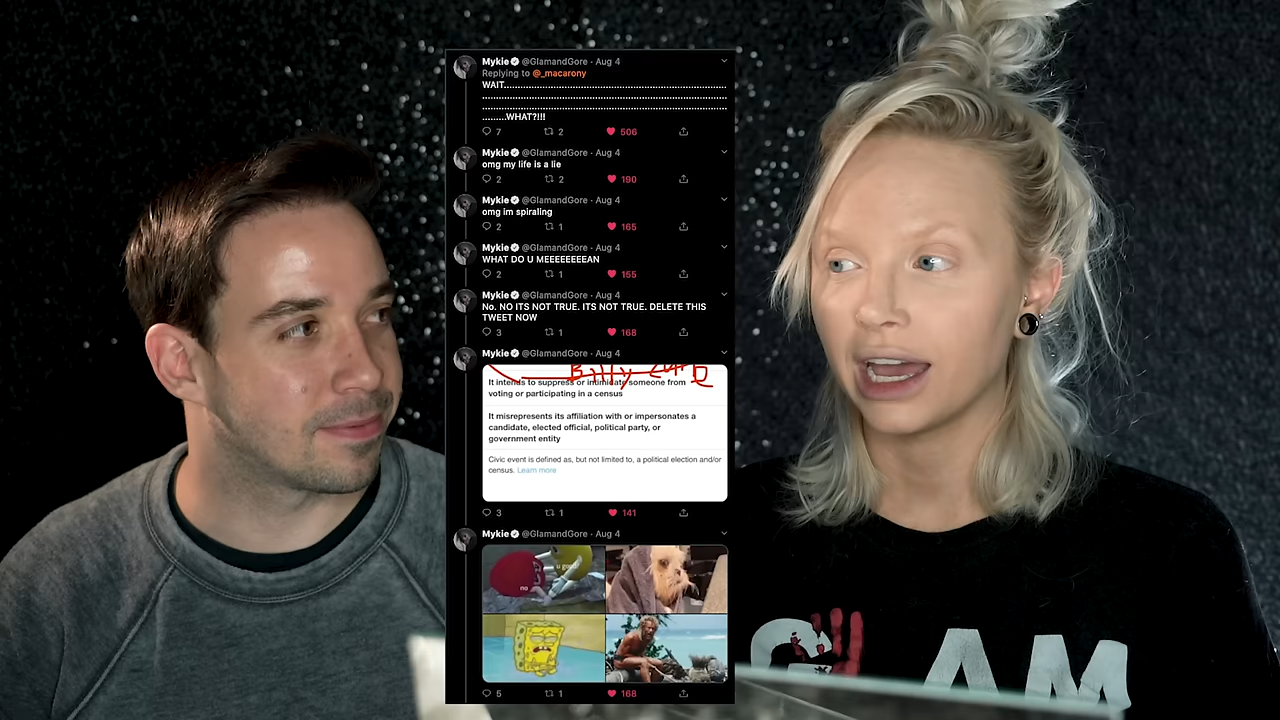 Mykie @GlamandGore · Aug 4
Replying to @_macarony
WAIT................................................................................
........................................................................................
........................................................................................
.........WHAT?!!!
7 2 506
Mykie @GlamandGore · Aug 4
omg my life is a lie
2 2 190
Mykie @GlamandGore · Aug 4
omg im spiraling
2 1 165
Mykie @GlamandGore · Aug 4
WHAT DO U MEEEEEEEEAN
2 1 155
Mykie @GlamandGore · Aug 4
No. NO ITS NOT TRUE. ITS NOT TRUE. DELETE THIS
TWEET NOW
3 1 168
Mykie @GlamandGore · Aug 4
It intends to suppress or intimidate someone from
voting or participating in a census
It misrepresents its affiliation with or impersonates a
candidate, elected official, political party, or
government entity
Civic event is defined as, but not limited to, a political election and/or
census. Learn more
3 1 141
Mykie @GlamandGore · Aug 4
u good?
no
5 1 168
GLAM